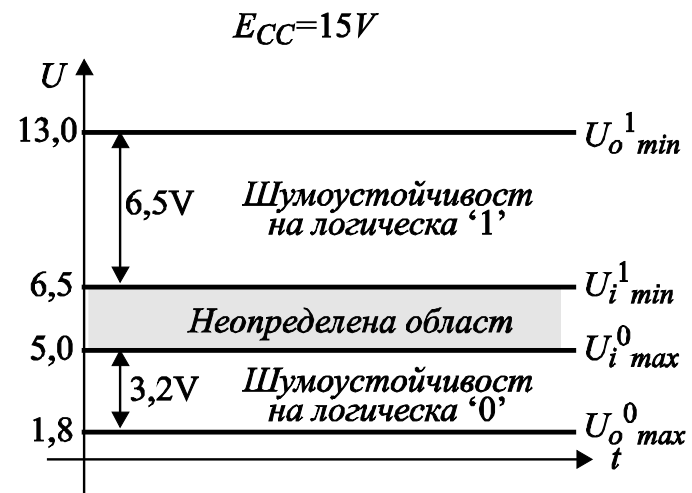 E_CC=15V
U
13,0
U_o^1 min
6,5V
Шумоустойчивост
на логическа ‘1’
6,5
U_i^1 min
Неопределена област
5,0
U_i^0 max
3,2V
Шумоустойчивост
на логическа ‘0’
1,8
U_o^0 max
t